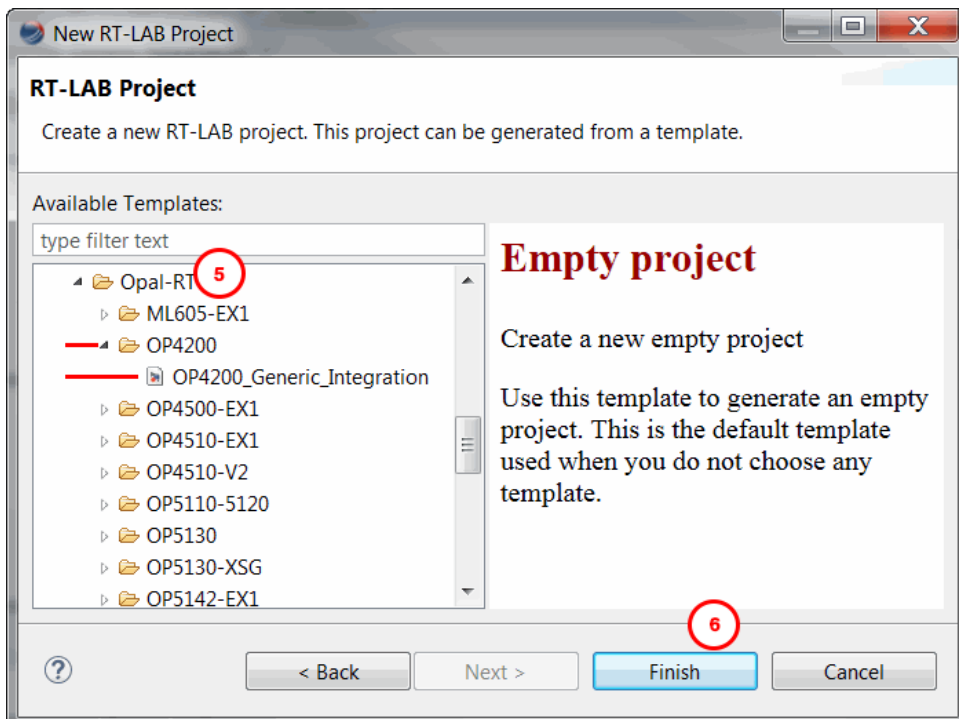 New RT-LAB Project
RT-LAB Project
Create a new RT-LAB project. This project can be generated from a template.
Available Templates:
type filter text
Opal-RT
5
ML605-EX1
OP4200
OP4200_Generic_Integration
OP4500-EX1
OP4510-EX1
OP4510-V2
OP5110-5120
OP5130
OP5130-XSG
OP5142-EX1
Empty project
Create a new empty project
Use this template to generate an empty
project. This is the default template
used when you do not choose any
template.
6
?
< Back
Next >
Finish
Cancel